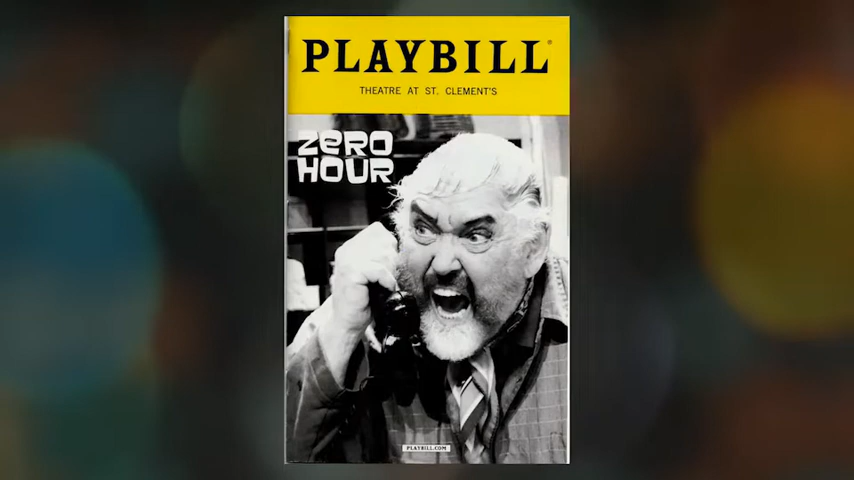 PLAYBILL®
THEATRE AT ST. CLEMENT'S
ZeRO
HOUR
PLAYBILL.COM